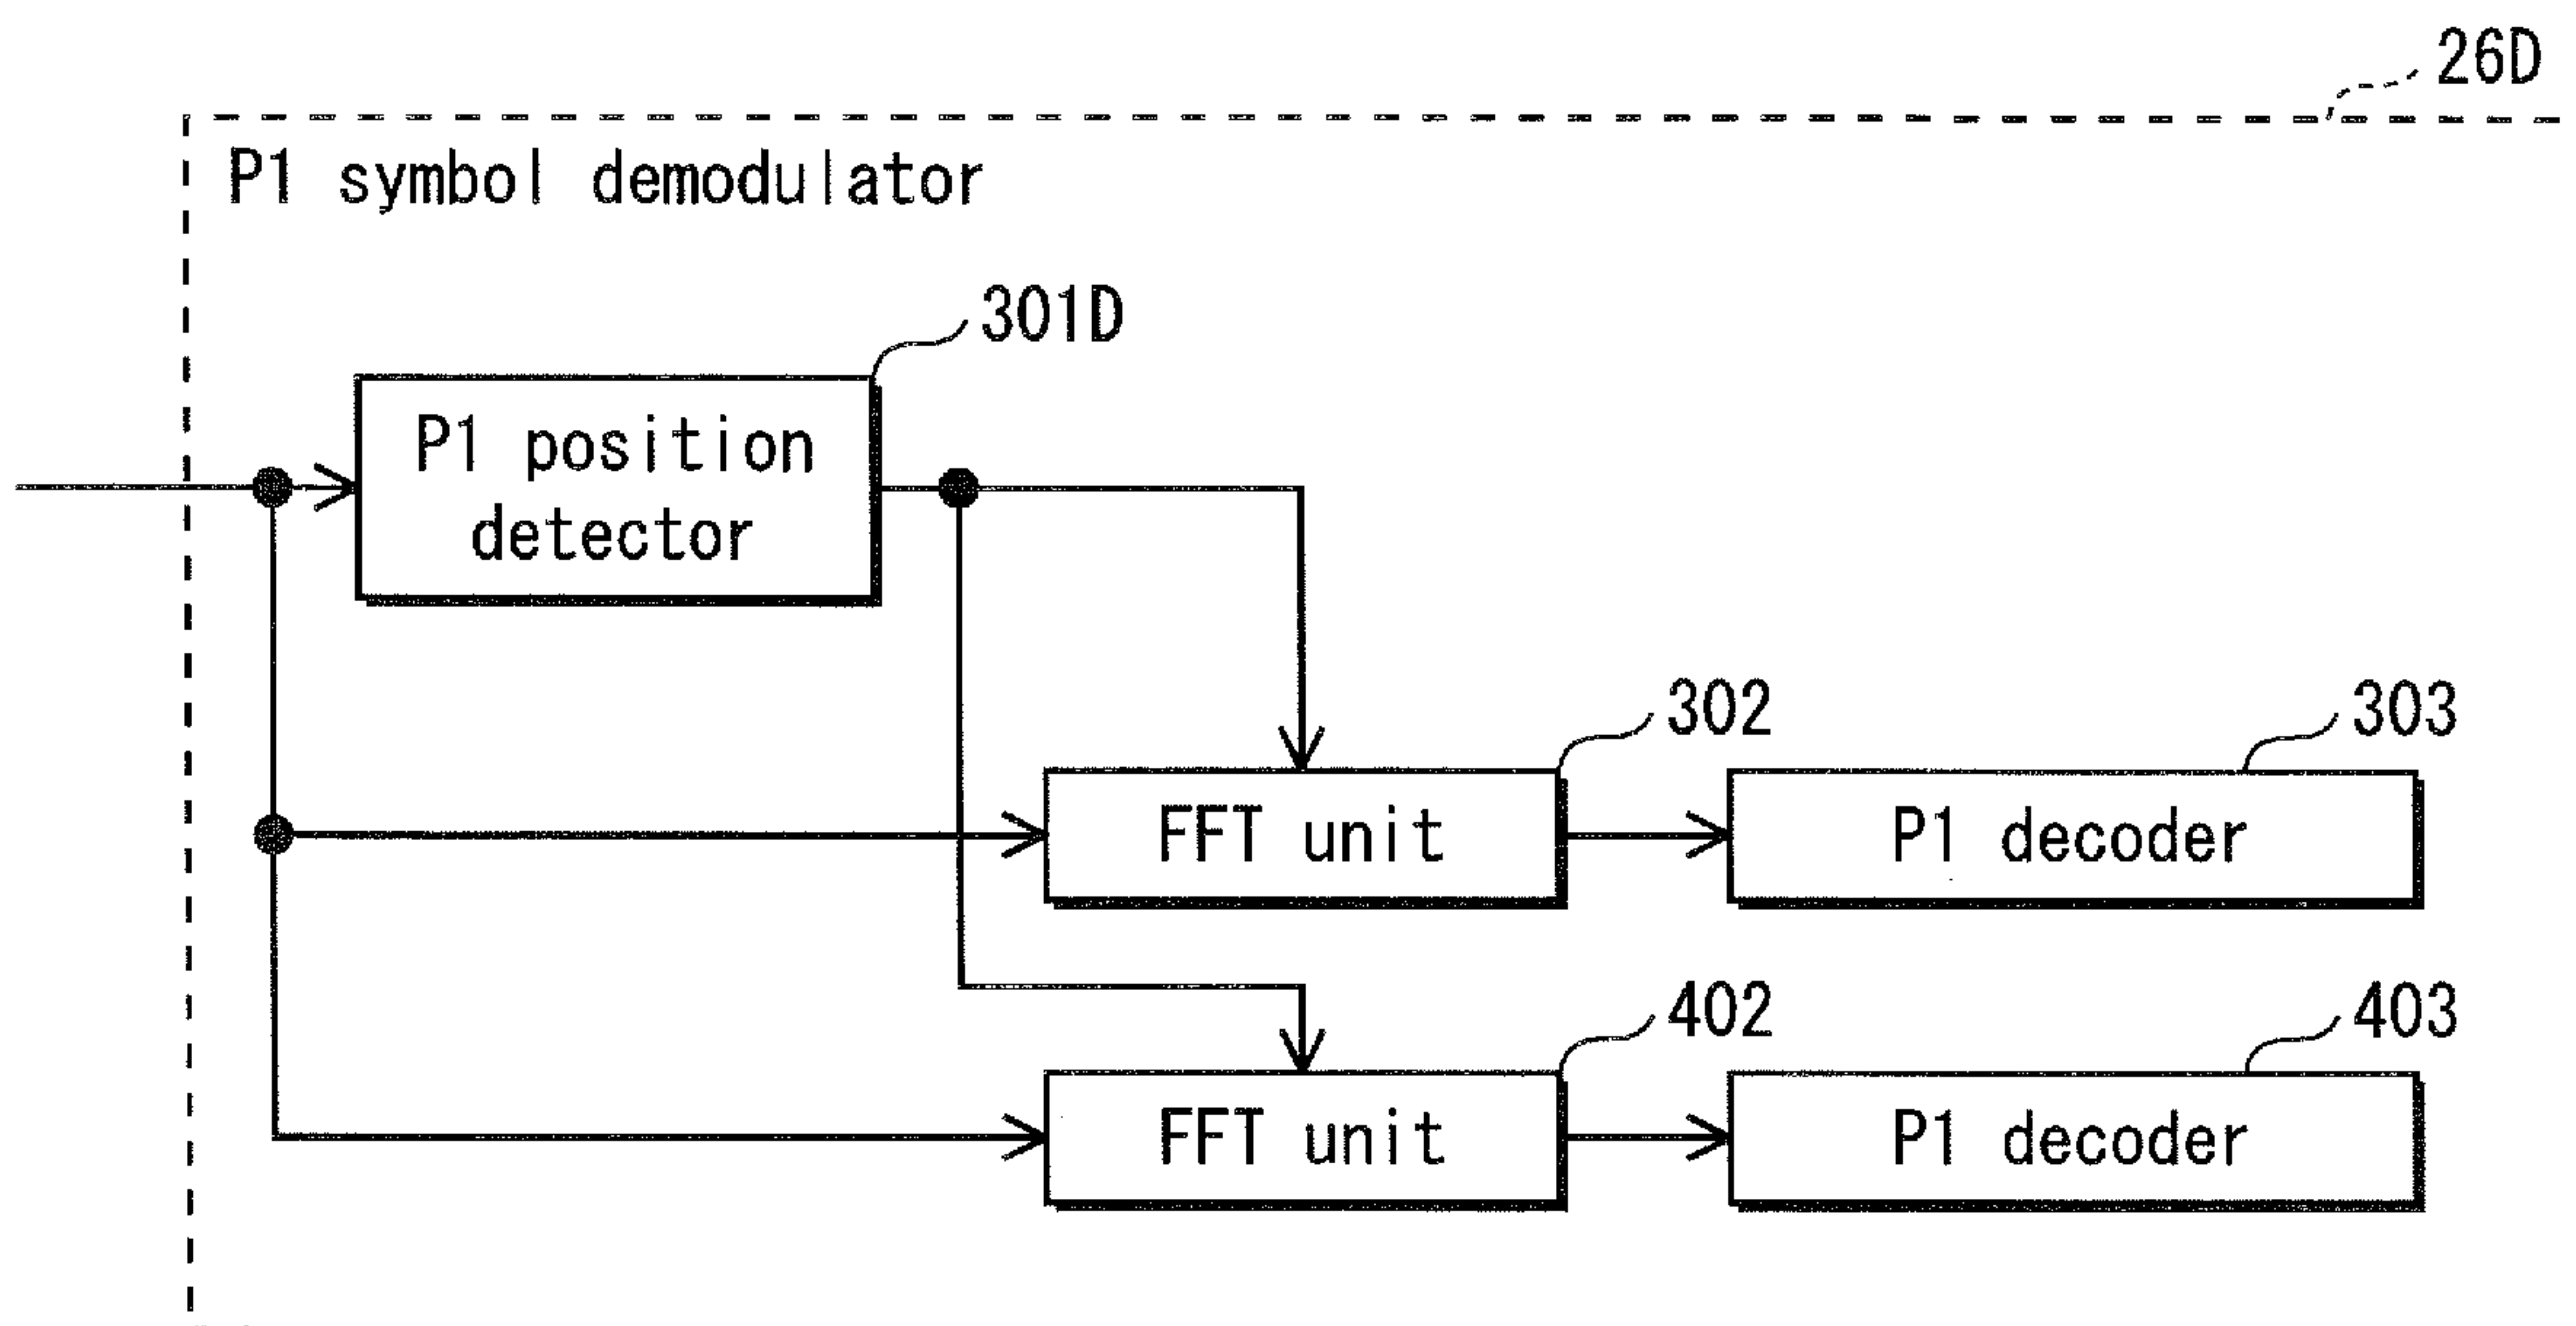 26D
P1 symbol demodulator
301D
P1 position
detector
302
303
FFT unit
P1 decoder
402
403
FFT unit
P1 decoder